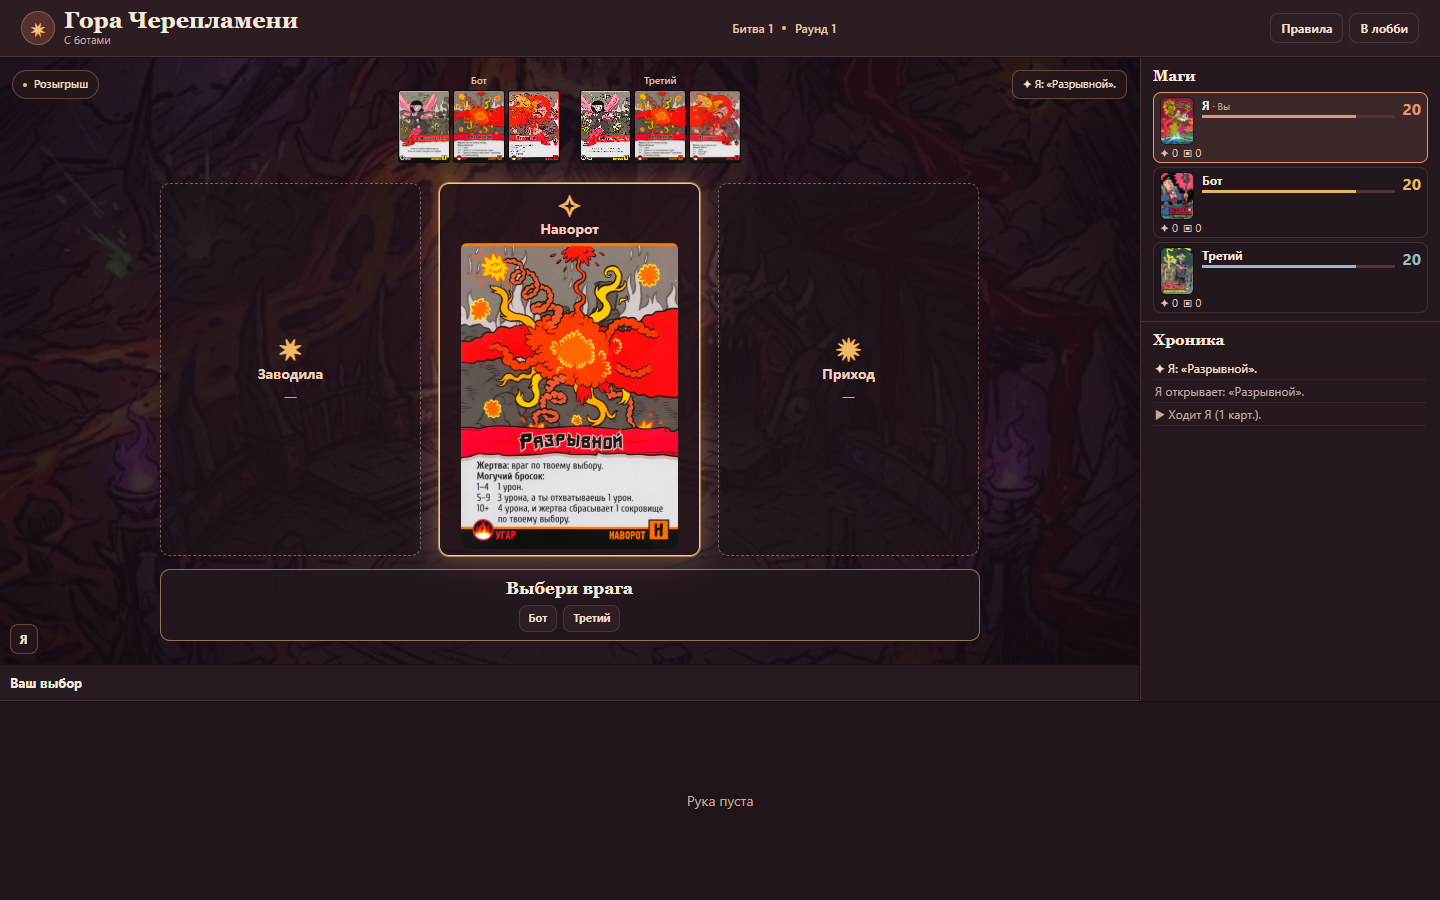 Гора Черепламени
С ботами
Битва 1 • Раунд 1
Правила
В лобби
Розыгрыш
Бот
Третий
✦ Я: «Разрывной».
Заводила
—
Наворот
РАЗРЫВНОЙ
Жертва: враг по твоему выбору.
Могучий бросок:
1–4 1 урон.
5–9 3 урона, а ты отхватываешь 1 урон.
10+ 4 урона, и жертва сбрасывает 1 сокровище
по твоему выбору.
УГАР
НАВОРОТ Н
Приход
—
Выбери врага
Бот
Третий
Я
Ваш выбор
Рука пуста
Маги
Я · Вы
20
✦ 0 ▣ 0
Бот
20
✦ 0 ▣ 0
Третий
20
✦ 0 ▣ 0
Хроника
✦ Я: «Разрывной».
Я открывает: «Разрывной».
▶ Ходит Я (1 карт.).